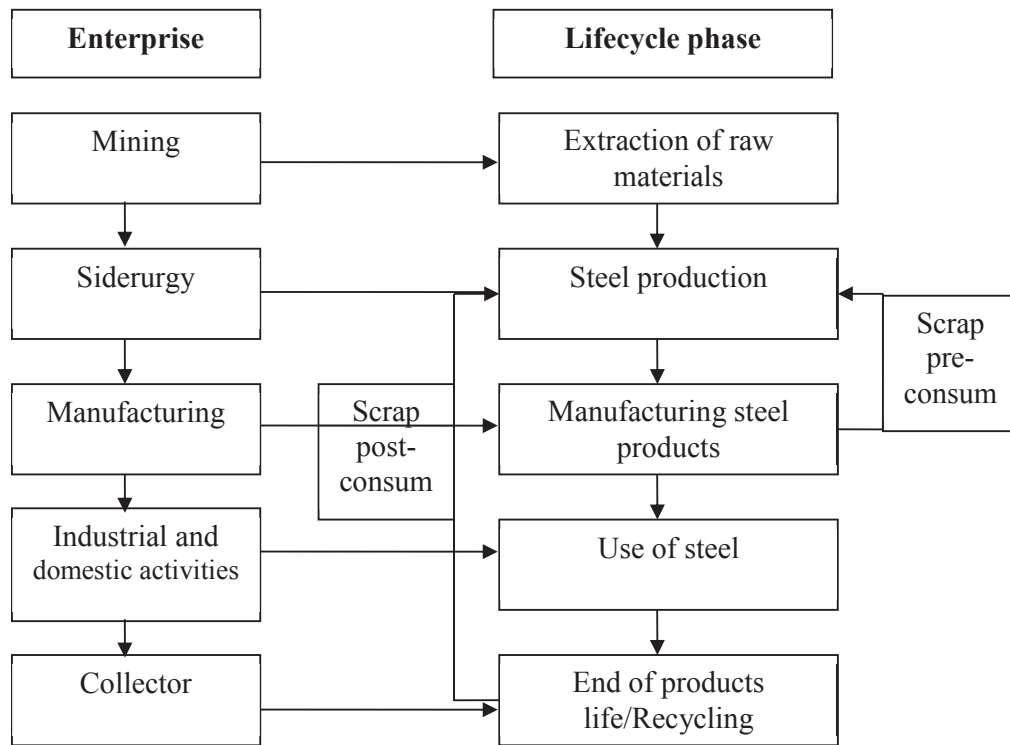 Enterprise
Lifecycle phase
Mining
Extraction of raw
materials
Siderurgy
Steel production
Scrap
pre-
consum
Manufacturing
Scrap
post-
consum
Manufacturing steel
products
Industrial and
domestic activities
Use of steel
Collector
End of products
life/Recycling